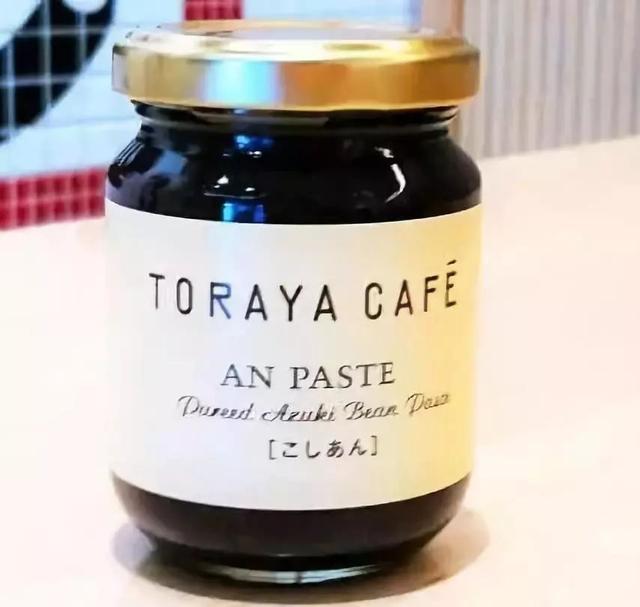 TORAYA CAFÉ
AN PASTE
Pureed Azuki Bean Paste
[こしあん]